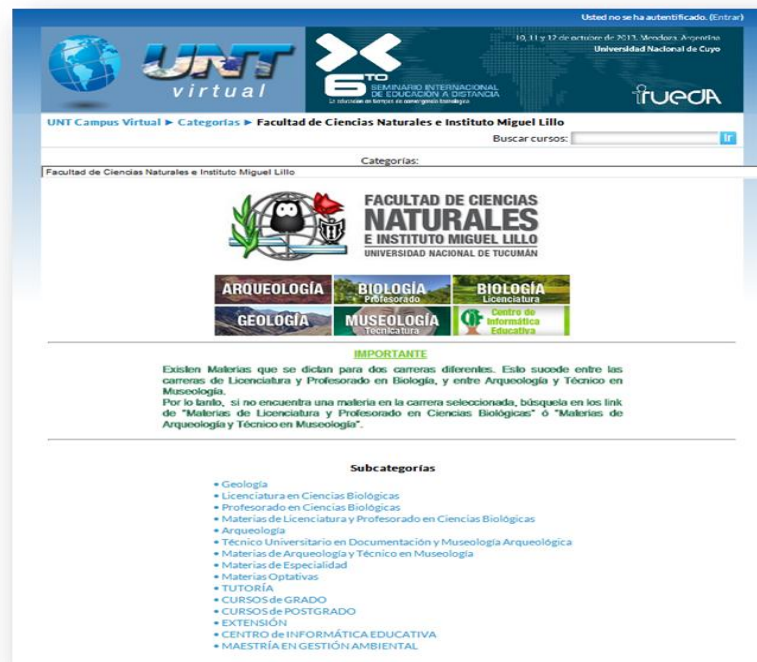 Usted no se ha autentificado. (Entrar)
UNT
virtual
10, 11 y 12 de octubre de 2013. Mendoza, Argentina
Universidad Nacional de Cuyo
6TO
SEMINARIO INTERNACIONAL
DE EDUCACIÓN A DISTANCIA
La educación en tiempos de convergencia tecnológica
rueda
UNT Campus Virtual ► Categorías ► Facultad de Ciencias Naturales e Instituto Miguel Lillo
Buscar cursos:
Ir
Categorías:
Facultad de Ciencias Naturales e Instituto Miguel Lillo
FACULTAD DE CIENCIAS
NATURALES
E INSTITUTO MIGUEL LILLO
UNIVERSIDAD NACIONAL DE TUCUMÁN
ARQUEOLOGÍA
BIOLOGÍA
Profesorado
BIOLOGÍA
Licenciatura
GEOLOGÍA
MUSEOLOGÍA
Tecnicatura
Centro de
Informática
Educativa
IMPORTANTE
Existen Materias que se dictan para dos carreras diferentes. Esto sucede entre las
carreras de Licenciatura y Profesorado en Biología, y entre Arqueología y Técnico en
Museología.
Por lo tanto, si no encuentra una materia en la carrera seleccionada, búsquela en los link
de "Materias de Licenciatura y Profesorado en Ciencias Biológicas" ó "Materias de
Arqueología y Técnico en Museología".
Subcategorías
• Geología
• Licenciatura en Ciencias Biológicas
• Profesorado en Ciencias Biológicas
• Materias de Licenciatura y Profesorado en Ciencias Biológicas
• Arqueología
• Técnico Universitario en Documentación y Museología Arqueológica
• Materias de Arqueología y Técnico en Museología
• Materias de Especialidad
• Materias Optativas
• TUTORÍA
• CURSOS de GRADO
• CURSOS de POSTGRADO
• EXTENSIÓN
• CENTRO de INFORMÁTICA EDUCATIVA
• MAESTRÍA EN GESTIÓN AMBIENTAL